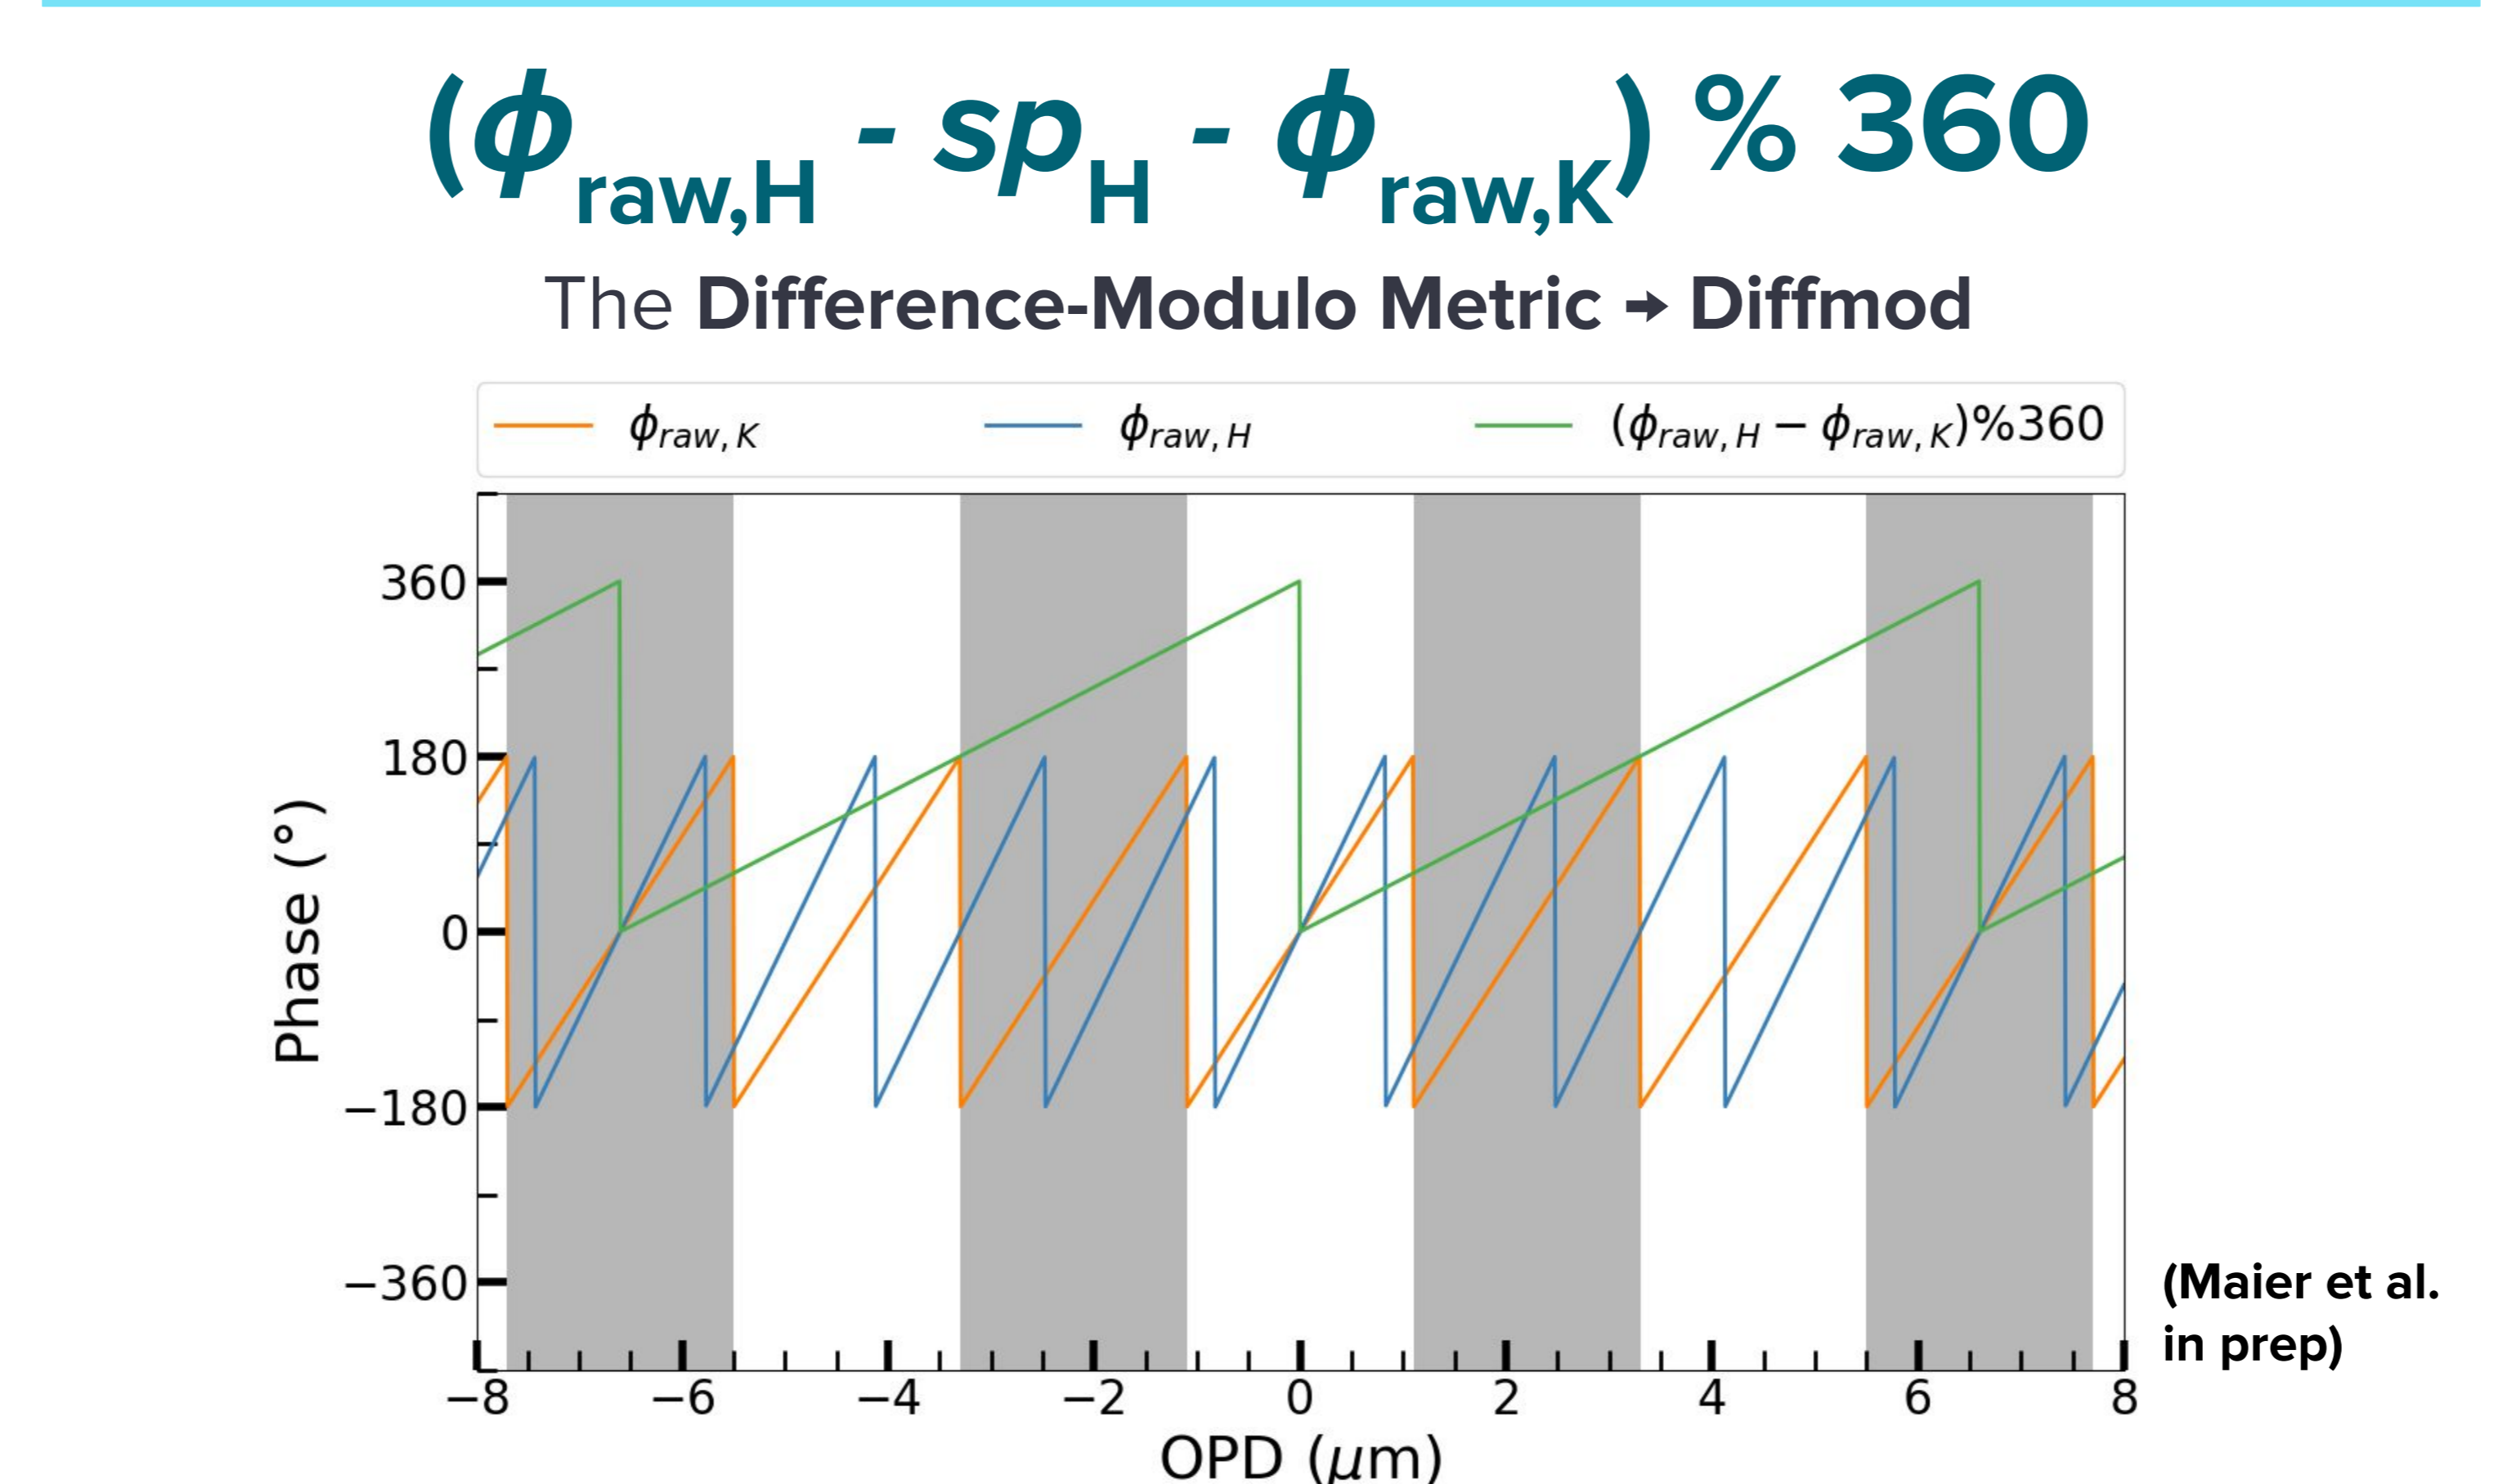 (ϕraw,H - spH - ϕraw,K) % 360
The Difference-Modulo Metric → Diffmod
ϕraw, K
ϕraw, H
(ϕraw, H − ϕraw, K)%360
360
180
0
−180
−360
Phase (°)
−8 −6 −4 −2 0 2 4 6 8
OPD (μm)
(Maier et al.
in prep)